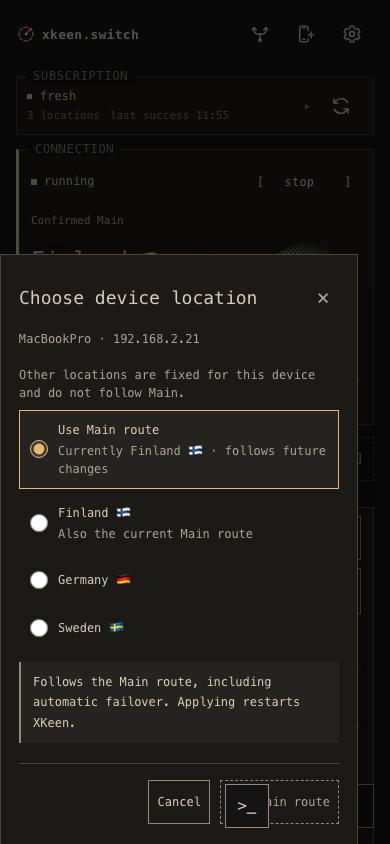 xkeen.switch
SUBSCRIPTION
fresh
3 locations last success 11:55
CONNECTION
running
[ stop ]
Confirmed Main
Choose device location ×
MacBookPro · 192.168.2.21
Other locations are fixed for this device
and do not follow Main.
Use Main route
Currently Finland 🇫🇮 · follows future
changes
Finland 🇫🇮
Also the current Main route
Germany 🇩🇪
Sweden 🇸🇪
Follows the Main route, including
automatic failover. Applying restarts
XKeen.
Cancel
>_
route